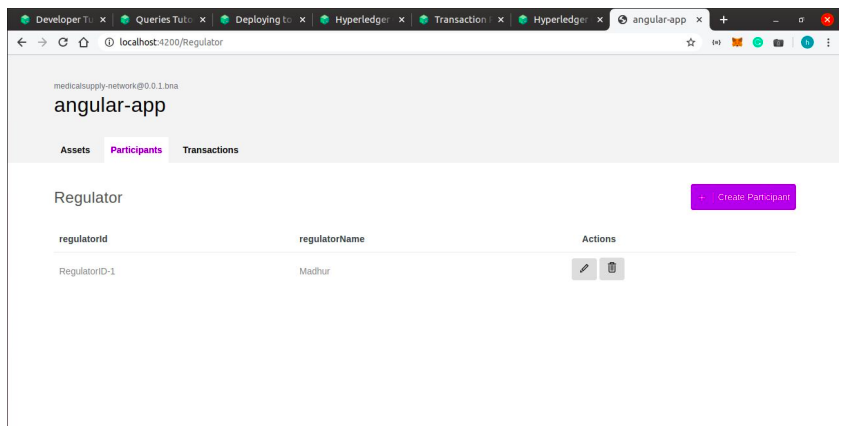 Developer Tu
Queries Tuto
Deploying to
Hyperledger
Transaction
Hyperledger
angular-app
localhost:4200/Regulator
h
medicalsupply-network@0.0.1.bna
angular-app
Assets Participants Transactions
Regulator
+ Create Participant
regulatorId regulatorName Actions
RegulatorID-1 Madhur